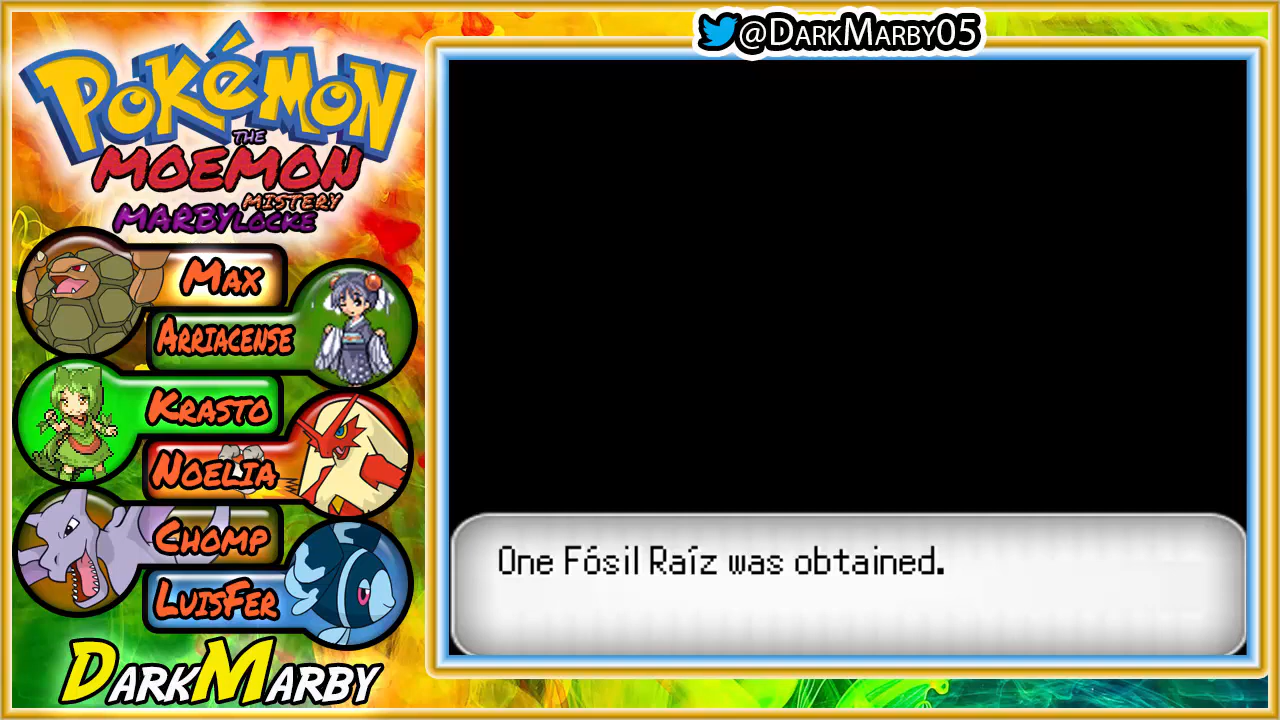 @DarkMarby05
Pokémon
THE
MOEMON
MISTERY
MARBYLOCKE
Max
Arriacense
Krasto
Noelia
Chomp
LuisFer
DarkMarby
One Fósil Raíz was obtained.